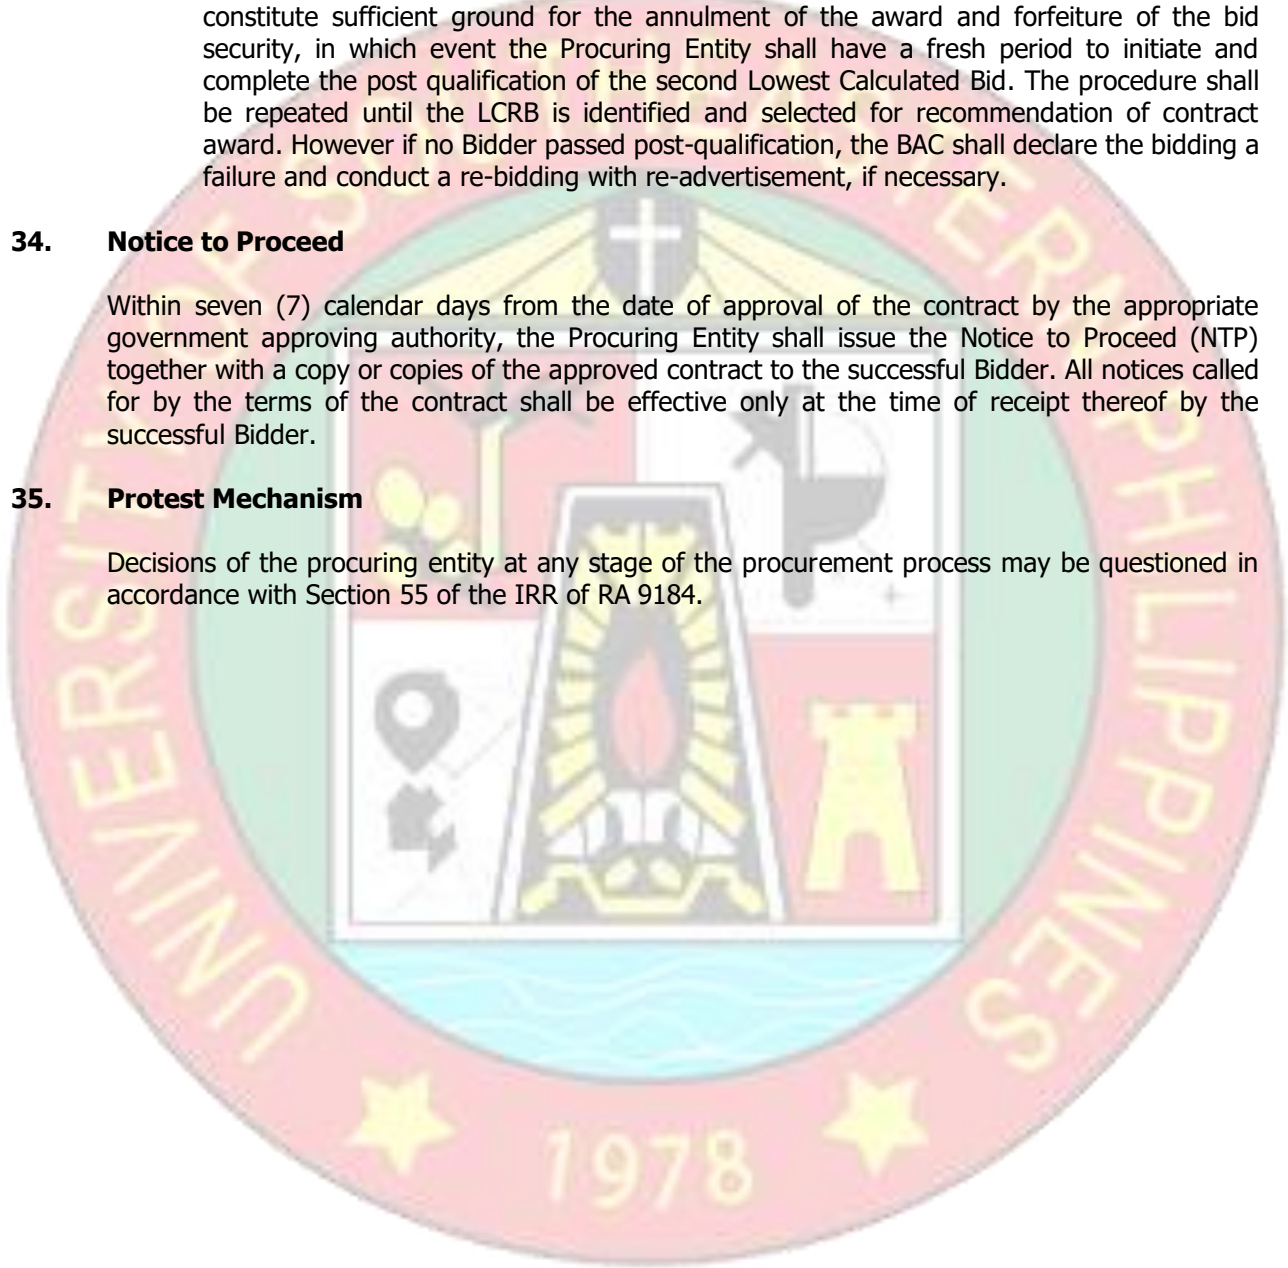 constitute sufficient ground for the annulment of the award and forfeiture of the bid
security, in which event the Procuring Entity shall have a fresh period to initiate and
complete the post qualification of the second Lowest Calculated Bid. The procedure shall
be repeated until the LCRB is identified and selected for recommendation of contract
award. However if no Bidder passed post-qualification, the BAC shall declare the bidding a
failure and conduct a re-bidding with re-advertisement, if necessary.
34. Notice to Proceed
Within seven (7) calendar days from the date of approval of the contract by the appropriate
government approving authority, the Procuring Entity shall issue the Notice to Proceed (NTP)
together with a copy or copies of the approved contract to the successful Bidder. All notices called
for by the terms of the contract shall be effective only at the time of receipt thereof by the
successful Bidder.
35. Protest Mechanism
Decisions of the procuring entity at any stage of the procurement process may be questioned in
accordance with Section 55 of the IRR of RA 9184.
UNIVERSITY OF SOUTHEASTERN PHILIPPINES
1978